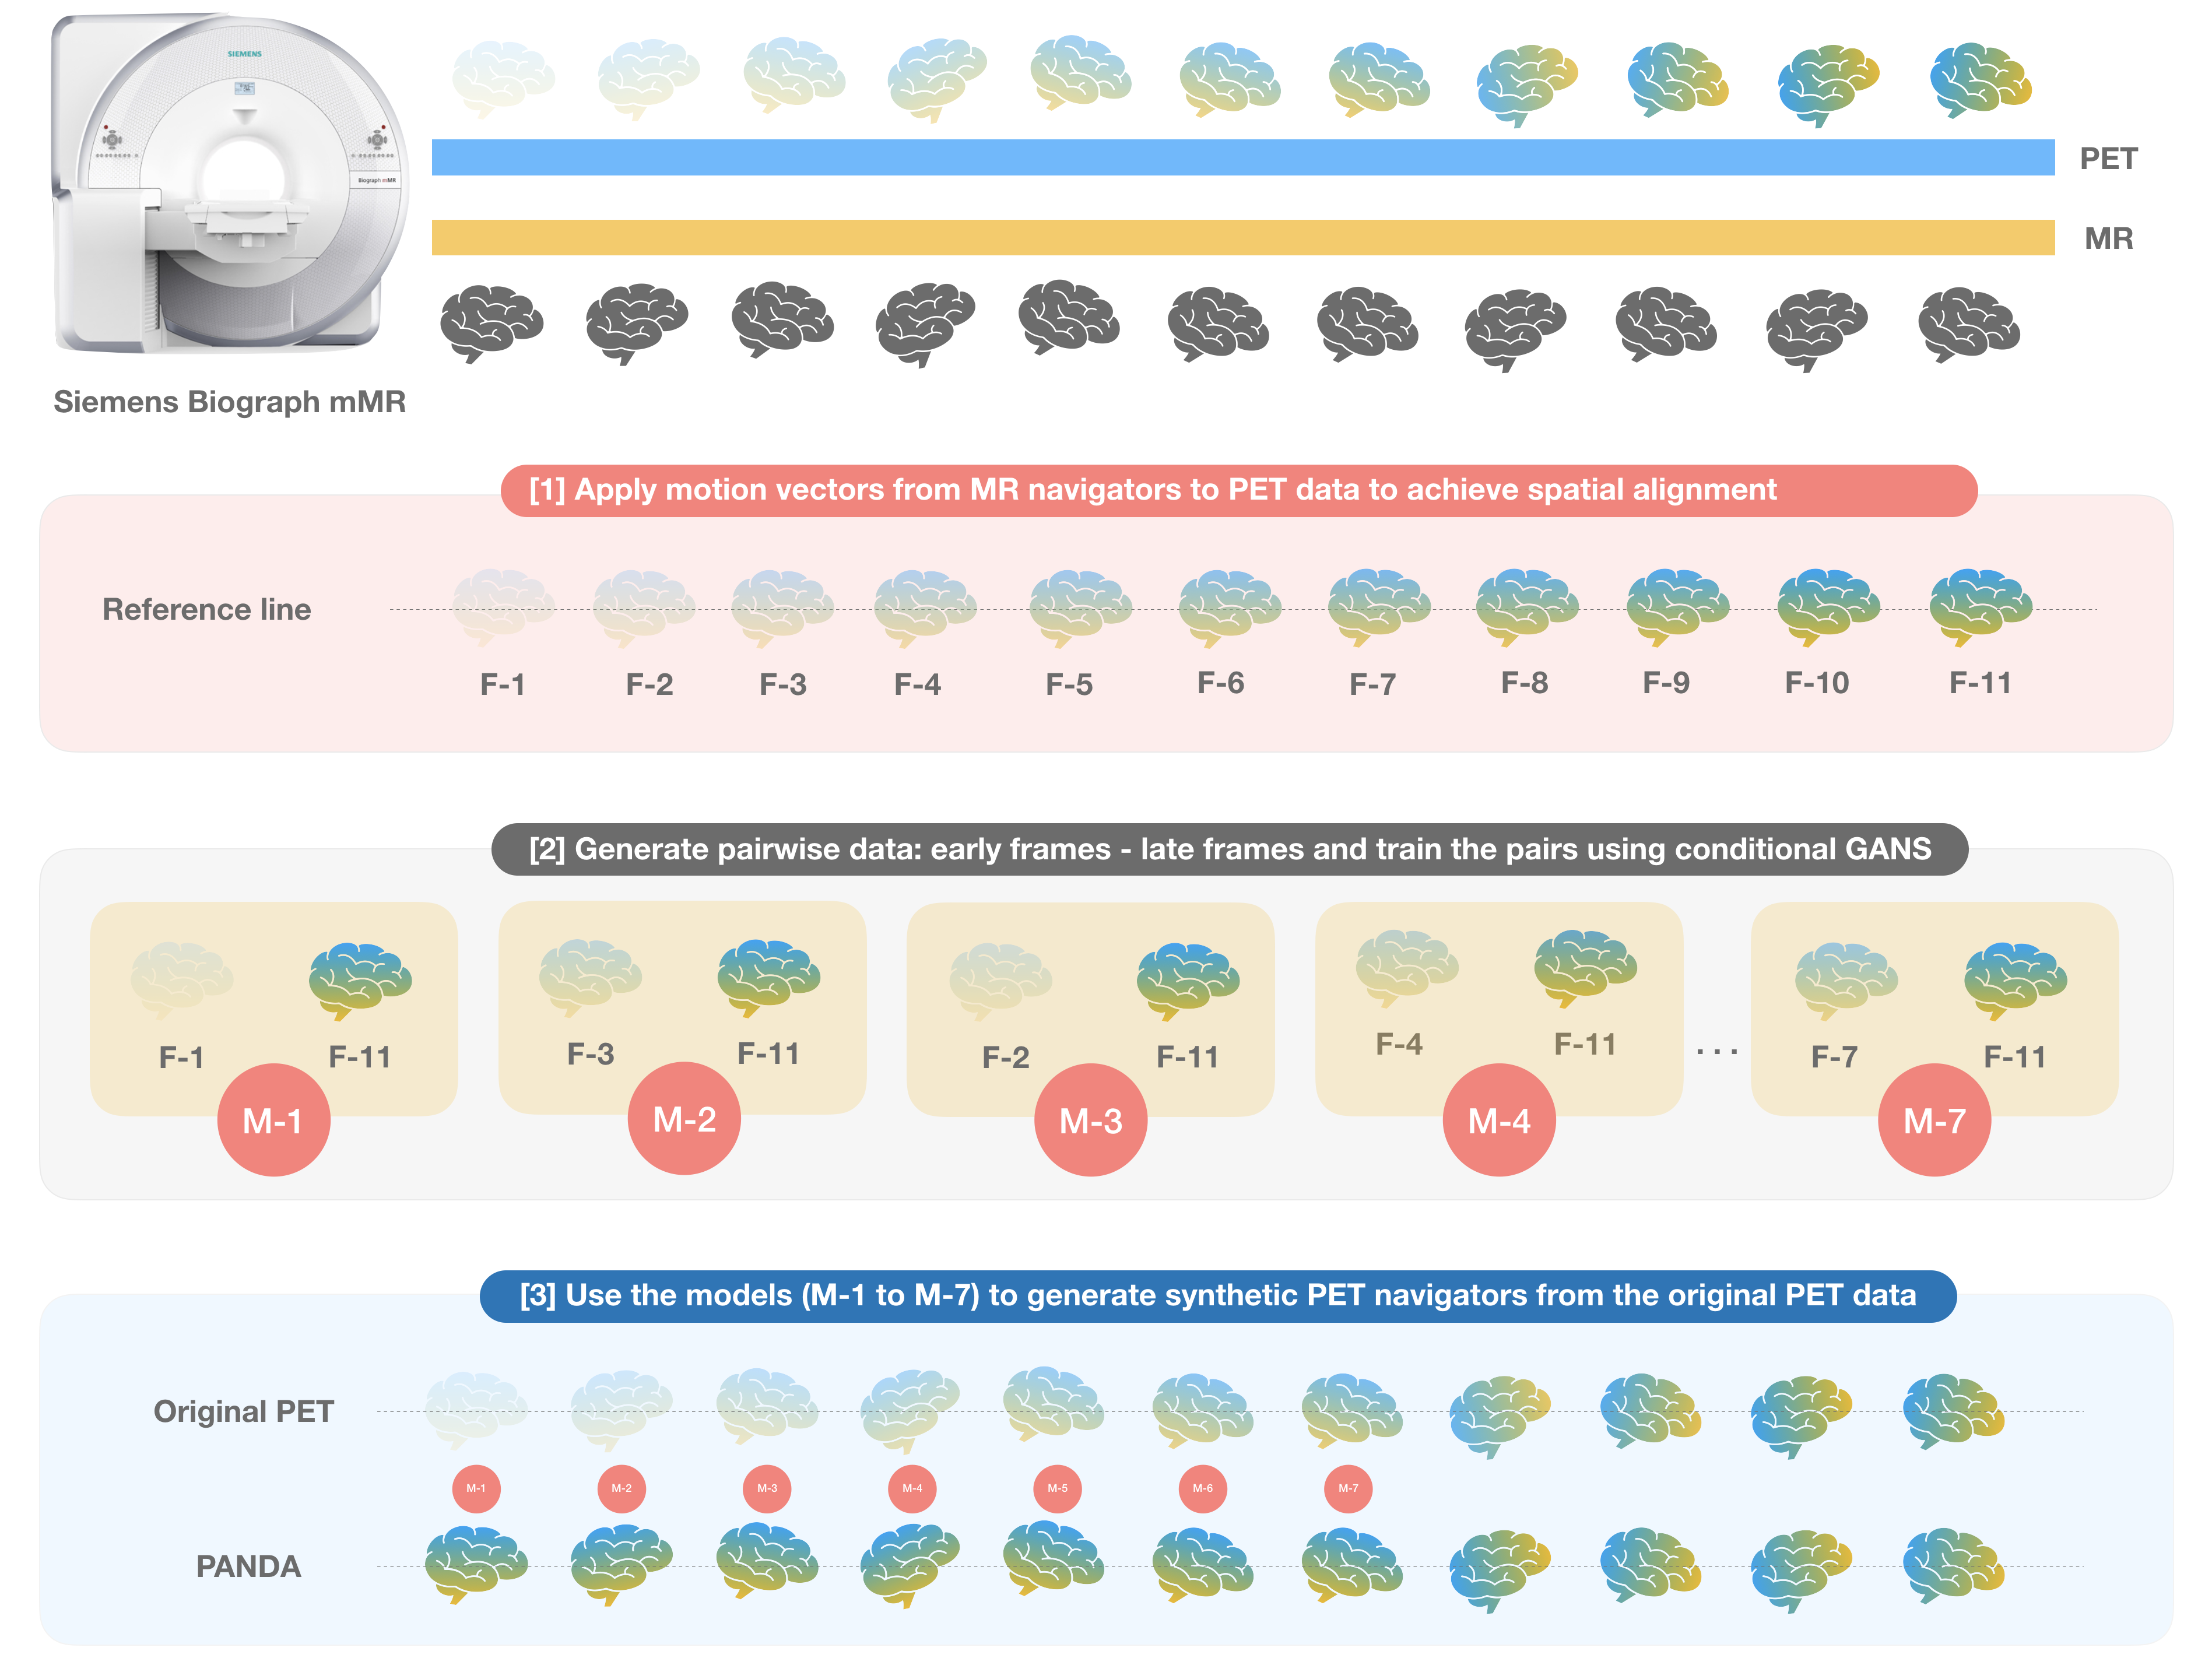 SIEMENS
Biograph mMR
PET
MR
Siemens Biograph mMR
[1] Apply motion vectors from MR navigators to PET data to achieve spatial alignment
Reference line
F-1 F-2 F-3 F-4 F-5 F-6 F-7 F-8 F-9 F-10 F-11
[2] Generate pairwise data: early frames - late frames and train the pairs using conditional GANS
F-1 F-11 F-3 F-11 F-2 F-11 F-4 F-11 ... F-7 F-11
M-1 M-2 M-3 M-4 M-7
[3] Use the models (M-1 to M-7) to generate synthetic PET navigators from the original PET data
Original PET
M-1 M-2 M-3 M-4 M-5 M-6 M-7
PANDA